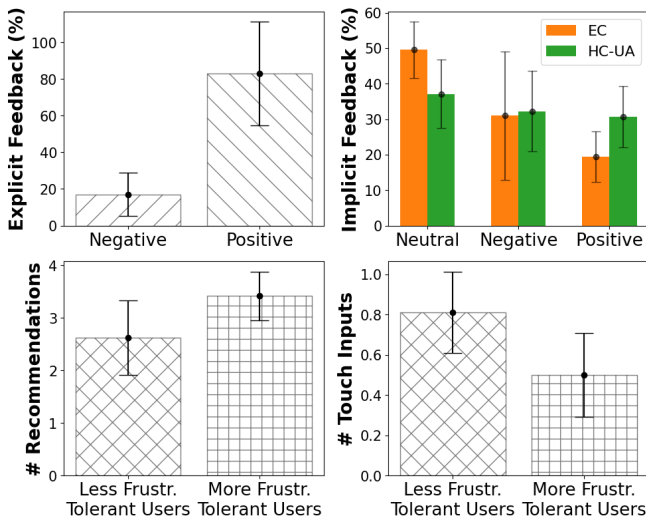 Explicit Feedback (%)
100
80
60
40
20
0
Negative
Positive
Implicit Feedback (%)
60
50
40
30
20
10
0
EC
HC-UA
Neutral
Negative
Positive
# Recommendations
4
3
2
1
0
Less Frustr.
Tolerant Users
More Frustr.
Tolerant Users
# Touch Inputs
1.0
0.8
0.6
0.4
0.2
0.0
Less Frustr.
Tolerant Users
More Frustr.
Tolerant Users